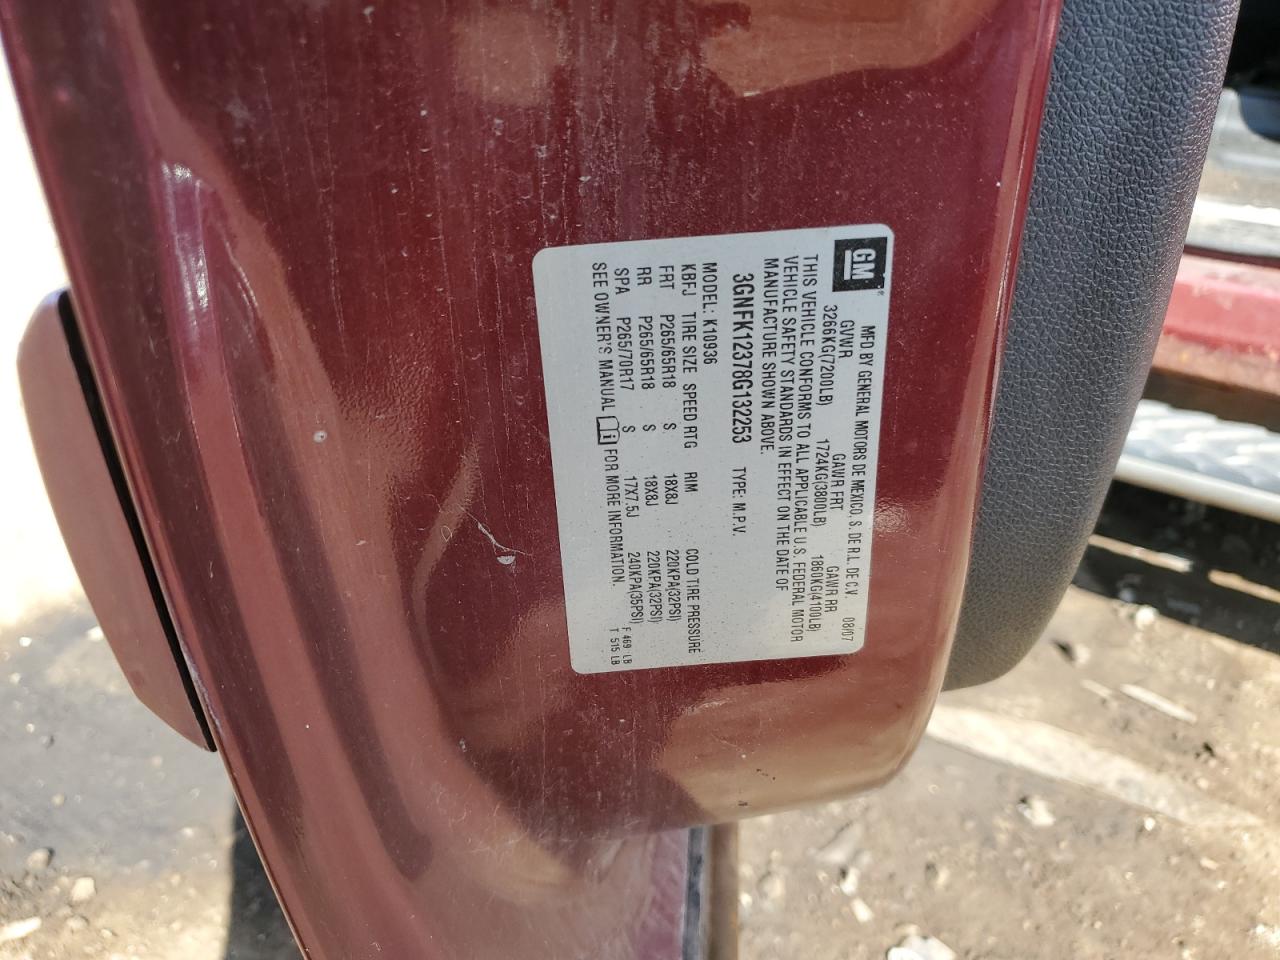 GM®
MFD BY GENERAL MOTORS DE MEXICO, S. DE R.L. DE C.V. 08/07
GVWR GAWR FRT GAWR RR
3266KG(7200LB) 1724KG(3800LB) 1860KG(4100LB)
THIS VEHICLE CONFORMS TO ALL APPLICABLE U.S. FEDERAL MOTOR
VEHICLE SAFETY STANDARDS IN EFFECT ON THE DATE OF
MANUFACTURE SHOWN ABOVE.
3GNFK12378G132253 TYPE: M.P.V.
MODEL: K10936
KBFJ TIRE SIZE SPEED RTG RIM COLD TIRE PRESSURE
FRT P265/65R18 S 18X8J 220KPA(32PSI)
RR P265/65R18 S 18X8J 220KPA(32PSI)
SPA P265/70R17 S 17X7.5J 240KPA(35PSI)
SEE OWNER'S MANUAL i FOR MORE INFORMATION.
F 469 LB
T 515 LB